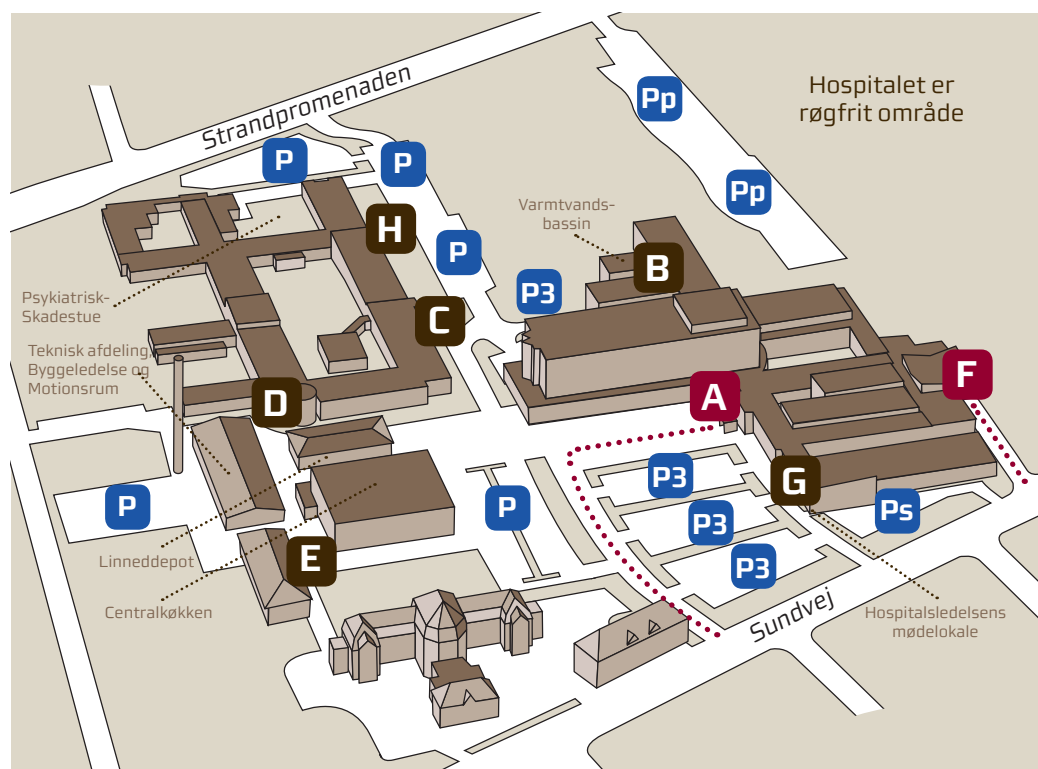 Strandpromenaden
Hospitalet er
røgfrit område
Pp
P
P
Pp
Varmtvands-
bassin
H
P
B
P3
Psykiatrisk-
Skadestue
C
Teknisk afdeling,
Byggeledelse og
Motionsrum
D
A
F
P3
G
P
P
Ps
P3
Linneddepot
E
P3
Centralkøkken
Sundvej
Hospitalsledelsens
mødelokale